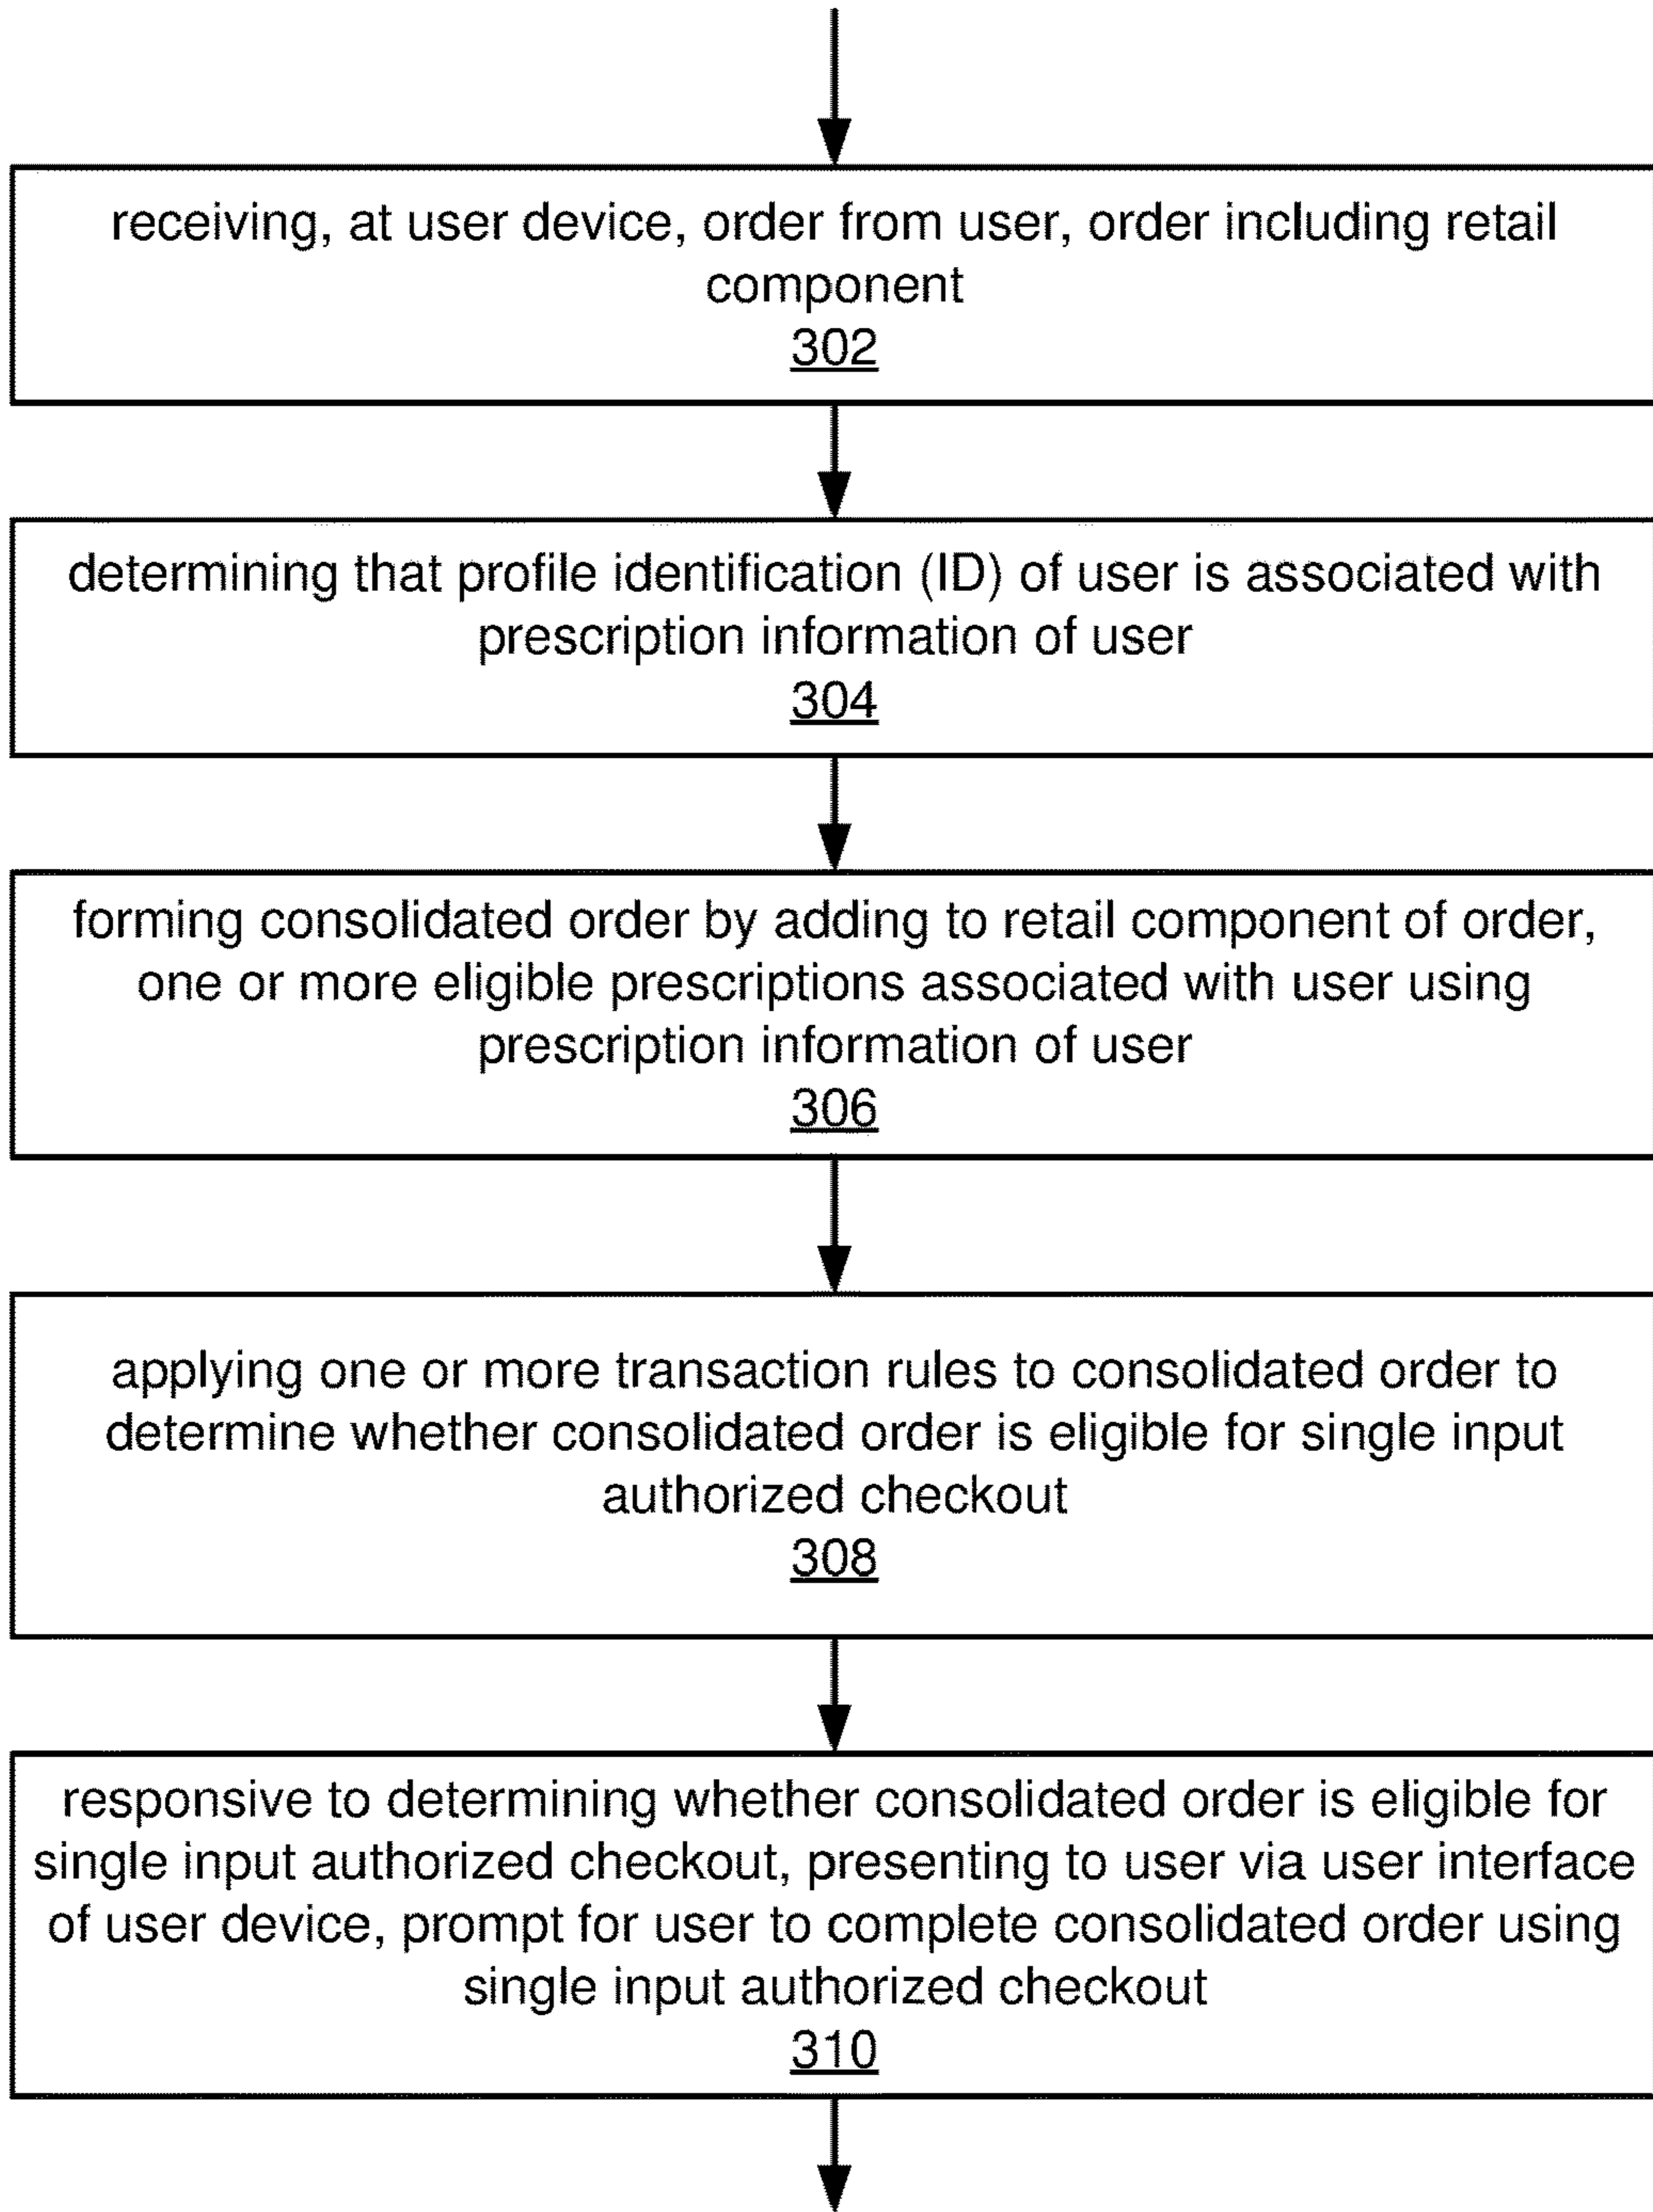 receiving, at user device, order from user, order including retail
component
302
determining that profile identification (ID) of user is associated with
prescription information of user
304
forming consolidated order by adding to retail component of order,
one or more eligible prescriptions associated with user using
prescription information of user
306
applying one or more transaction rules to consolidated order to
determine whether consolidated order is eligible for single input
authorized checkout
308
responsive to determining whether consolidated order is eligible for
single input authorized checkout, presenting to user via user interface
of user device, prompt for user to complete consolidated order using
single input authorized checkout
310